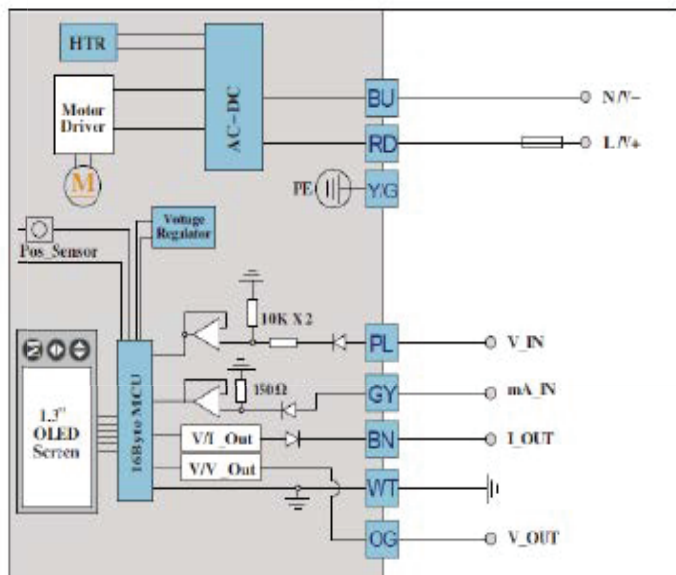 HTR
AC-DC
Motor
Driver
M
BU
N/V-
RD
L/V+
PE
Y/G
Voltage
Regulator
Pos_Sensor
10K X2
PL
V_IN
150Ω
GY
mA_IN
1.3"
OLED
Screen
16Byte MCU
V/I_Out
BN
I_OUT
V/V_Out
WT
OG
V_OUT
M